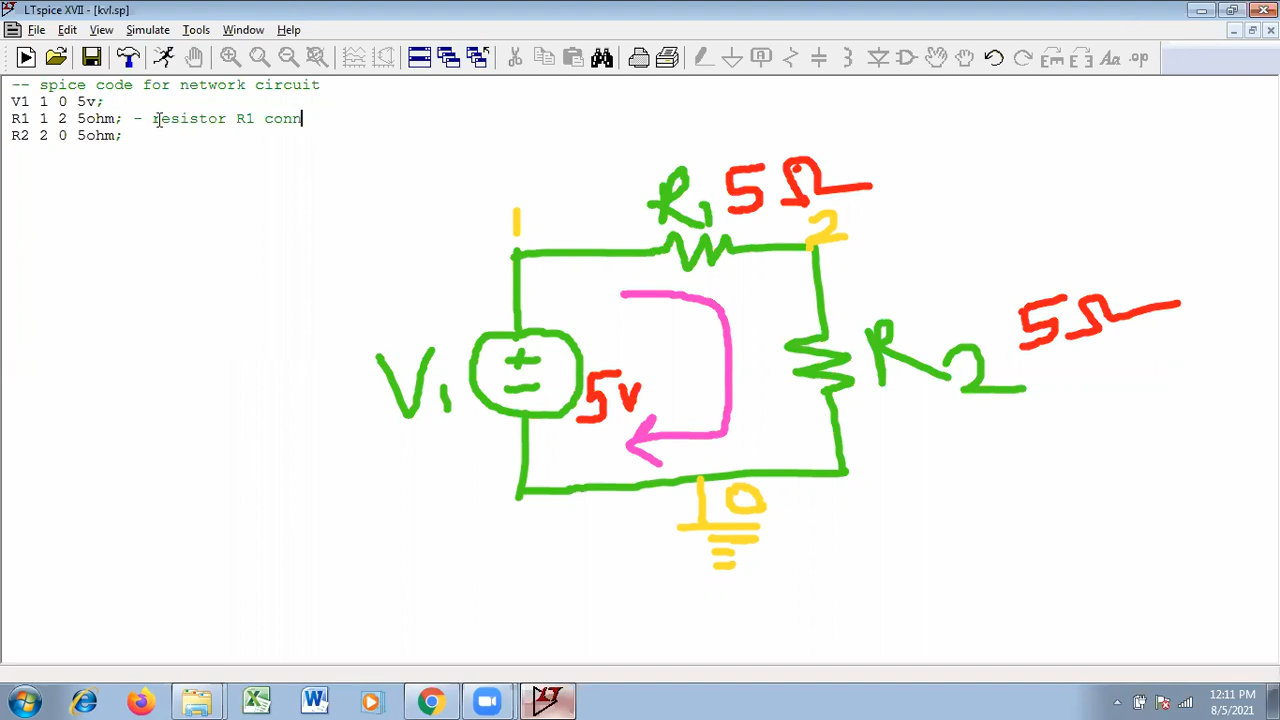 LTspice XVII - [kvl.sp]
File Edit View Simulate Tools Window Help
-- spice code for network circuit
V1 1 0 5v;
R1 1 2 5ohm; - resistor R1 conn
R2 2 0 5ohm;
R1 5Ω
1
2
5Ω
R2
V1
+
−
5v
0
Aa .op
12:11 PM
8/5/2021